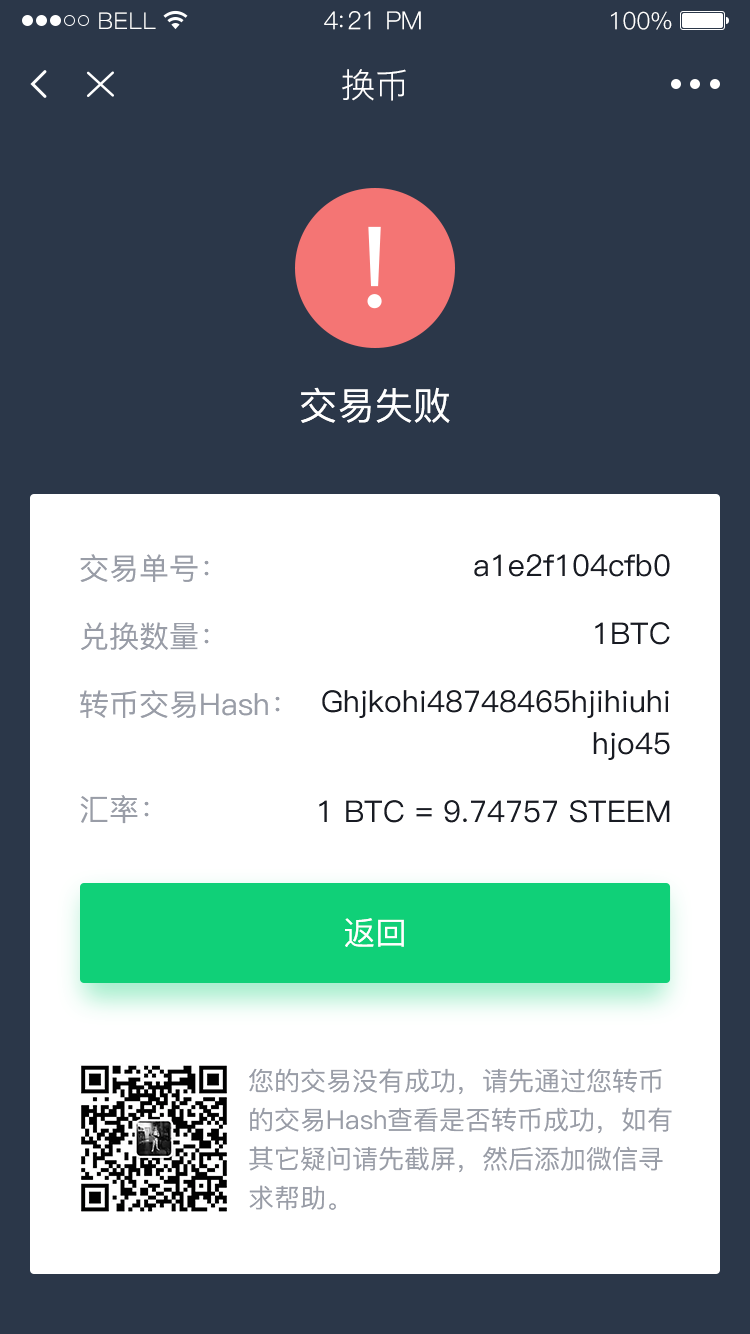 BELL 4:21 PM 100%
换币
交易失败
交易单号： a1e2f104cfb0
兑换数量： 1BTC
转币交易Hash： Ghjkohi48748465hjihiuhi
hjo45
汇率： 1 BTC = 9.74757 STEEM
返回
您的交易没有成功，请先通过您转币
的交易Hash查看是否转币成功，如有
其它疑问请先截屏，然后添加微信寻
求帮助。